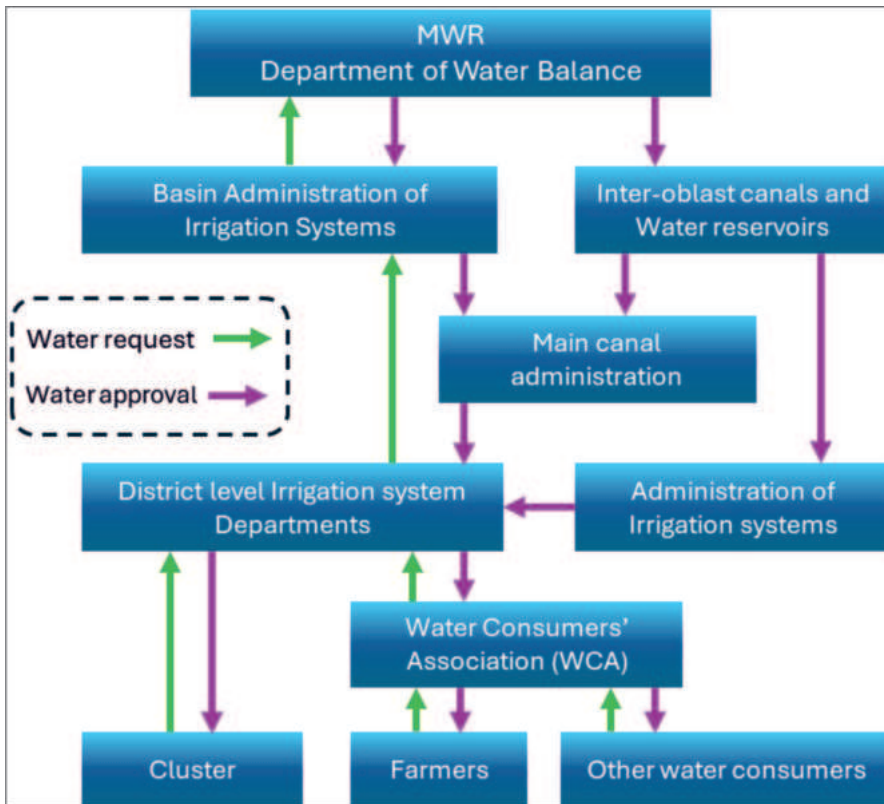 MWR
Department of Water Balance
Basin Administration of
Irrigation Systems
Inter-oblast canals and
Water reservoirs
Water request
Water approval
Main canal
administration
District level Irrigation system
Departments
Administration of
Irrigation systems
Water Consumers'
Association (WCA)
Cluster
Farmers
Other water consumers